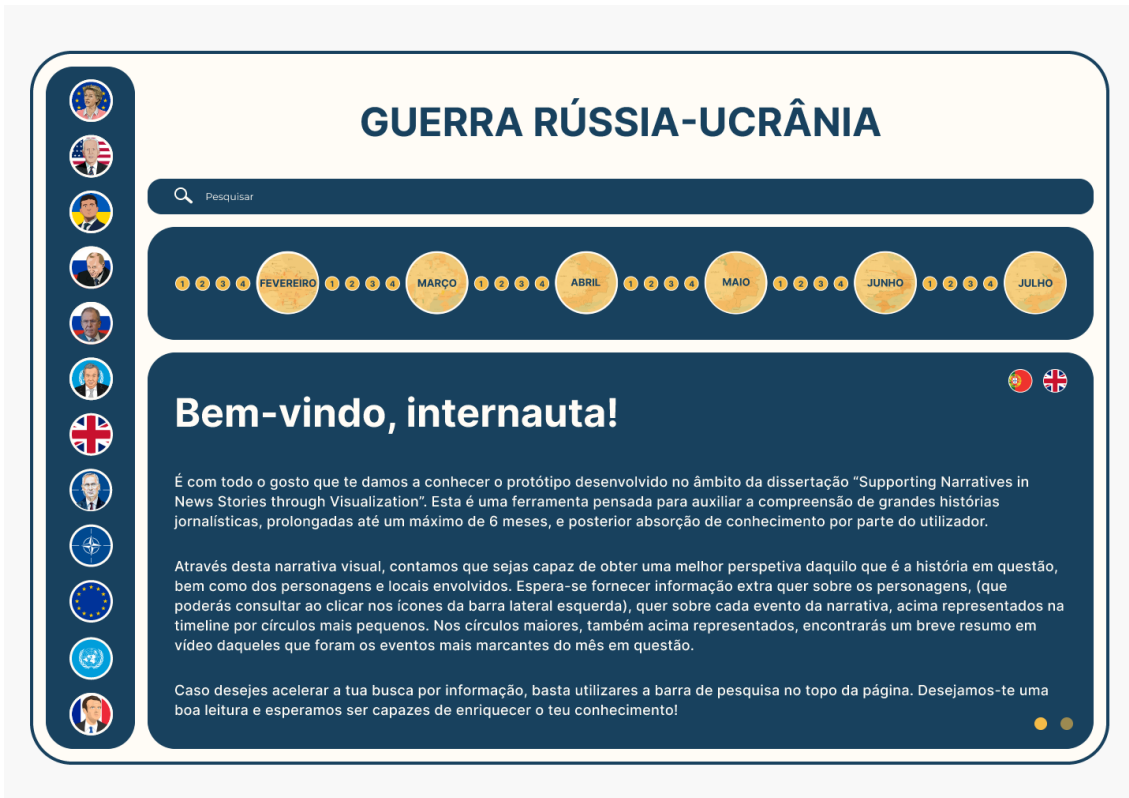 GUERRA RÚSSIA-UCRÂNIA
Pesquisar
1 2 3 4 FEVEREIRO 1 2 3 4 MARÇO 1 2 3 4 ABRIL 1 2 3 4 MAIO 1 2 3 4 JUNHO 1 2 3 4 JULHO
Bem-vindo, internauta!
É com todo o gosto que te damos a conhecer o protótipo desenvolvido no âmbito da dissertação “Supporting Narratives in
News Stories through Visualization”. Esta é uma ferramenta pensada para auxiliar a compreensão de grandes histórias
jornalísticas, prolongadas até um máximo de 6 meses, e posterior absorção de conhecimento por parte do utilizador.
Através desta narrativa visual, contamos que sejas capaz de obter uma melhor perspetiva daquilo que é a história em questão,
bem como dos personagens e locais envolvidos. Espera-se fornecer informação extra quer sobre os personagens, (que
poderás consultar ao clicar nos ícones da barra lateral esquerda), quer sobre cada evento da narrativa, acima representados na
timeline por círculos mais pequenos. Nos círculos maiores, também acima representados, encontrarás um breve resumo em
vídeo daqueles que foram os eventos mais marcantes do mês em questão.
Caso desejes acelerar a tua busca por informação, basta utilizares a barra de pesquisa no topo da página. Desejamos-te uma
boa leitura e esperamos ser capazes de enriquecer o teu conhecimento!